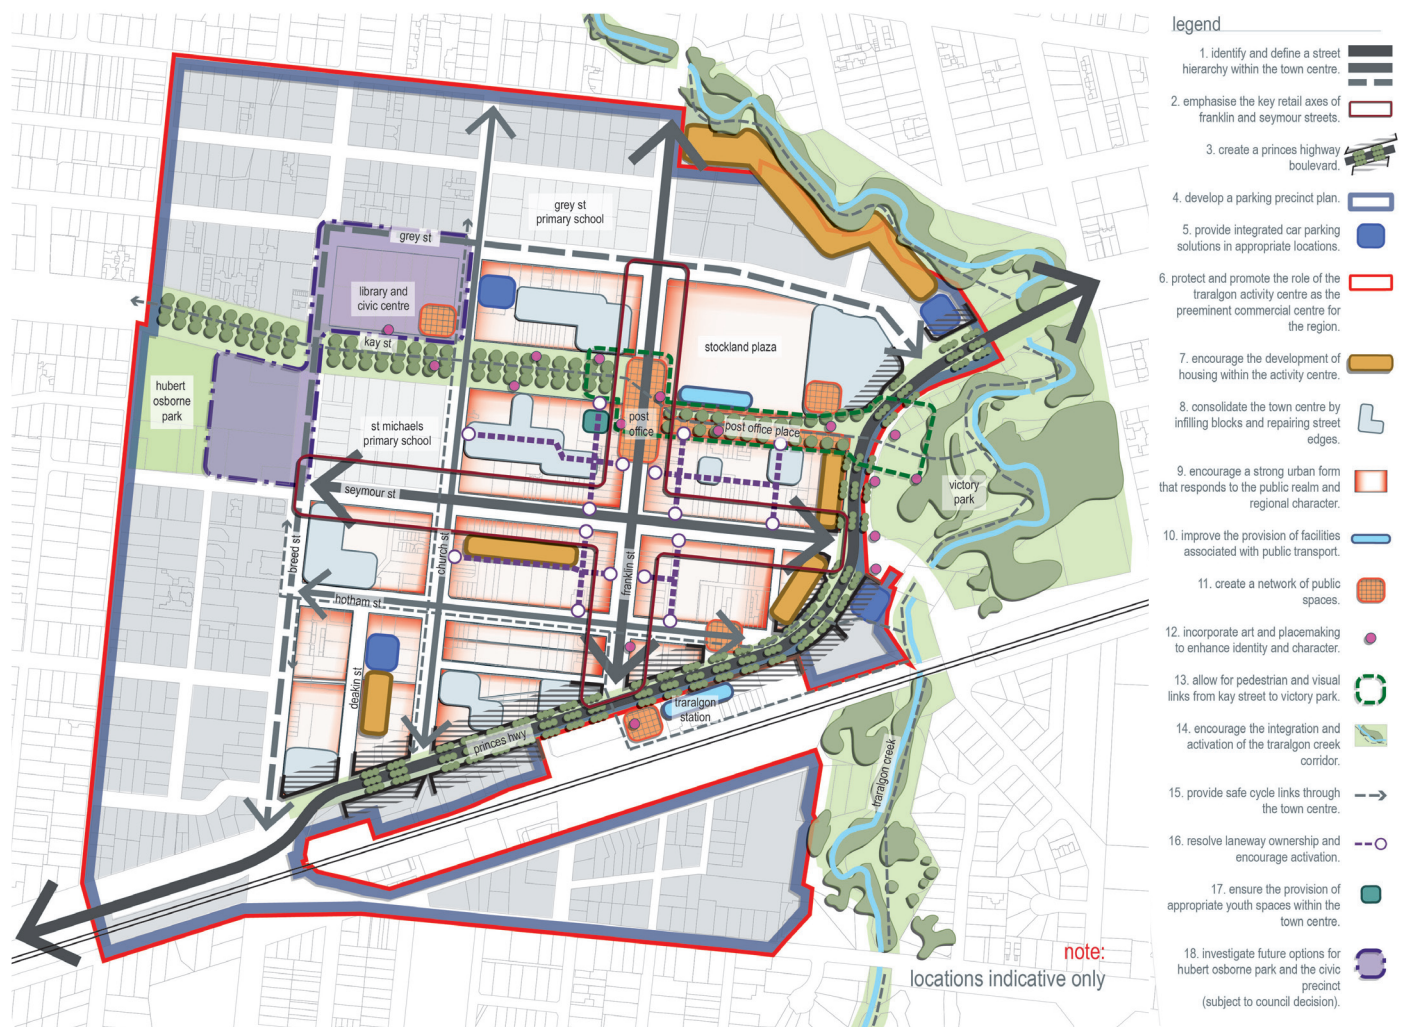 legend
1. identify and define a street
hierarchy within the town centre.
2. emphasise the key retail axes of
franklin and seymour streets.
3. create a princes highway
boulevard.
4. develop a parking precinct plan.
5. provide integrated car parking
solutions in appropriate locations.
6. protect and promote the role of the
traralgon activity centre as the
preeminent commercial centre for
the region.
7. encourage the development of
housing within the activity centre.
8. consolidate the town centre by
infilling blocks and repairing street
edges.
9. encourage a strong urban form
that responds to the public realm and
regional character.
10. improve the provision of facilities
associated with public transport.
11. create a network of public
spaces.
12. incorporate art and placemaking
to enhance identity and character.
13. allow for pedestrian and visual
links from kay street to victory park.
14. encourage the integration and
activation of the traralgon creek
corridor.
15. provide safe cycle links through
the town centre.
16. resolve laneway ownership and
encourage activation.
17. ensure the provision of
appropriate youth spaces within the
town centre.
18. investigate future options for
hubert osborne park and the civic
precinct
(subject to council decision).
grey st
primary school
grey st
library and
civic centre
kay st
stockland plaza
hubert
osborne
park
st michaels
primary school
post
office
post office place
victory
park
seymour st
breed st
church st
franklin st
hotham st
deakin st
traralgon
station
princes hwy
traralgon creek
note:
locations indicative only